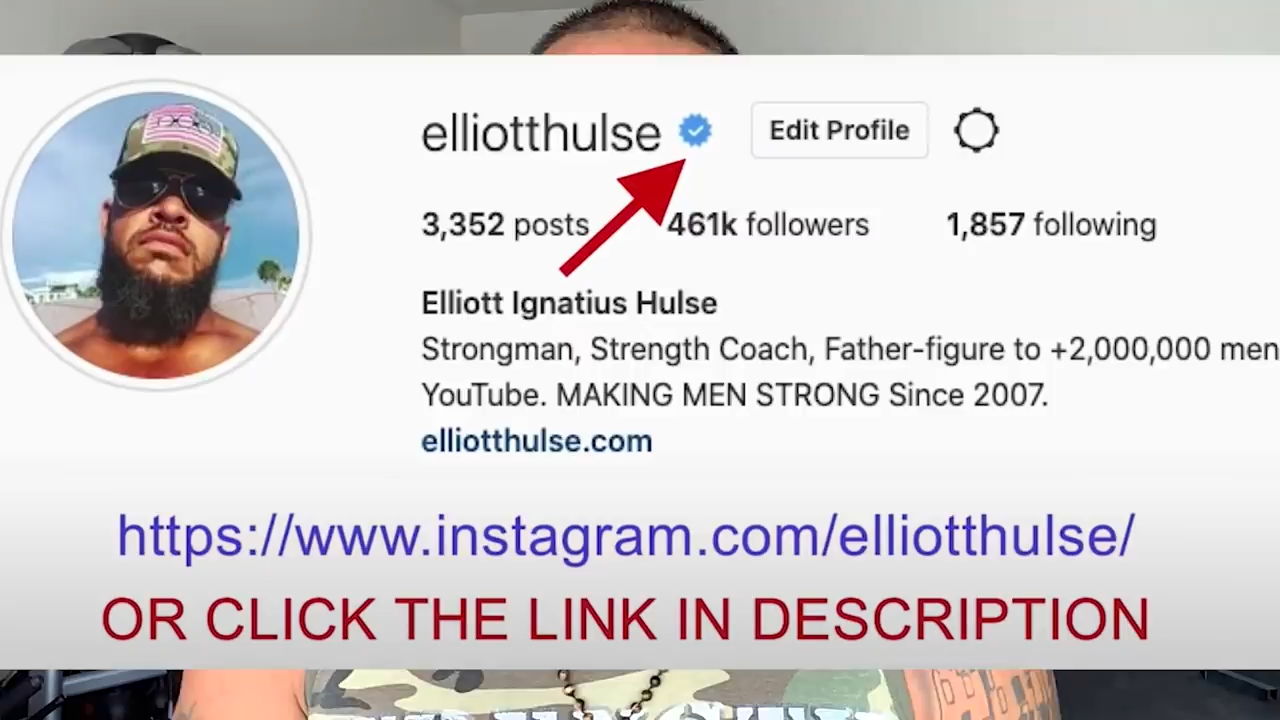 elliotthulse Edit Profile
3,352 posts 461k followers 1,857 following
Elliott Ignatius Hulse
Strongman, Strength Coach, Father-figure to +2,000,000 men
YouTube. MAKING MEN STRONG Since 2007.
elliotthulse.com
https://www.instagram.com/elliotthulse/
OR CLICK THE LINK IN DESCRIPTION